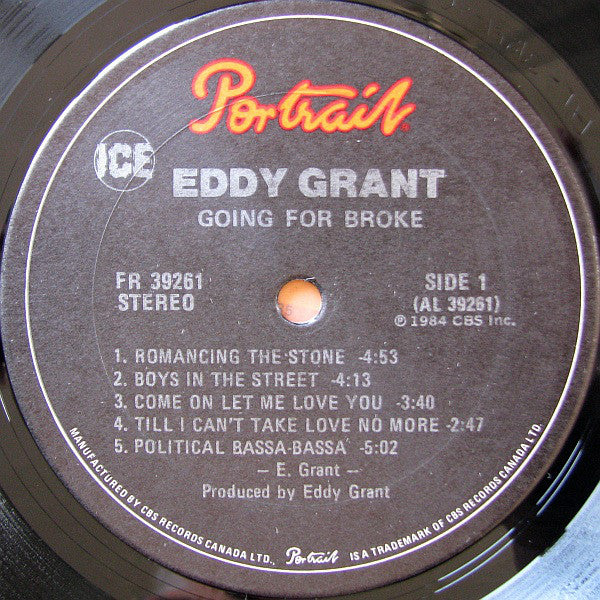 Portrait
ICE
EDDY GRANT
GOING FOR BROKE
FR 39261
STEREO
SIDE 1
(AL 39261)
℗ 1984 CBS Inc.
1. ROMANCING THE STONE -4:53
2. BOYS IN THE STREET -4:13
3. COME ON LET ME LOVE YOU -3:40
4. TILL I CAN'T TAKE LOVE NO MORE -2:47
5. POLITICAL BASSA-BASSA -5:02
- E. Grant -
Produced by Eddy Grant
MANUFACTURED BY CBS RECORDS CANADA LTD., Portrait IS A TRADEMARK OF CBS RECORDS CANADA LTD.